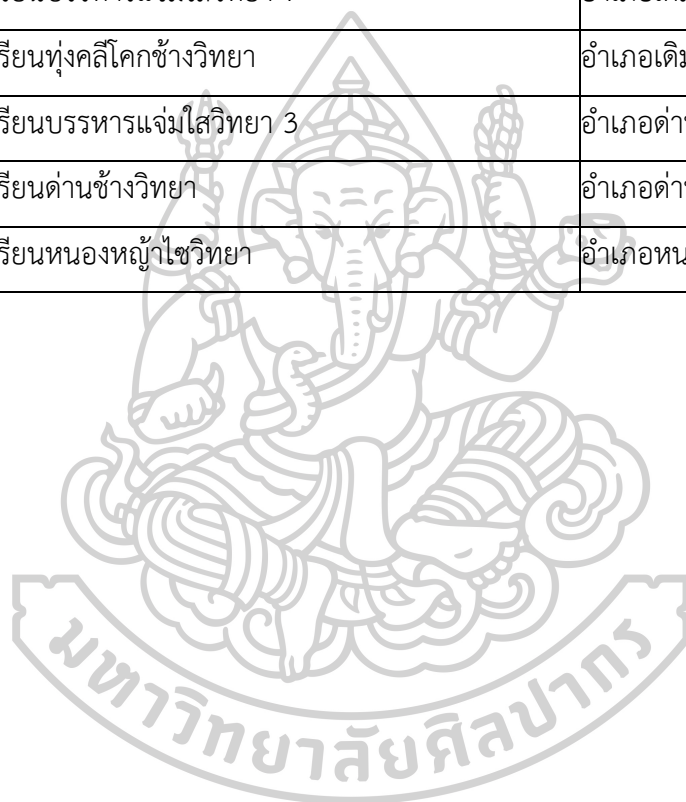 รียนทุ่งคลีโคกช้างวิทยา อำเภอเดิม
รียนบรรหารแจ่มใสวิทยา 3 อำเภอด่าน
รียนด่านช้างวิทยา อำเภอด่าน
รียนหนองหญ้าไซวิทยา อำเภอหน
มหาวิทยาลัยศิลปากร